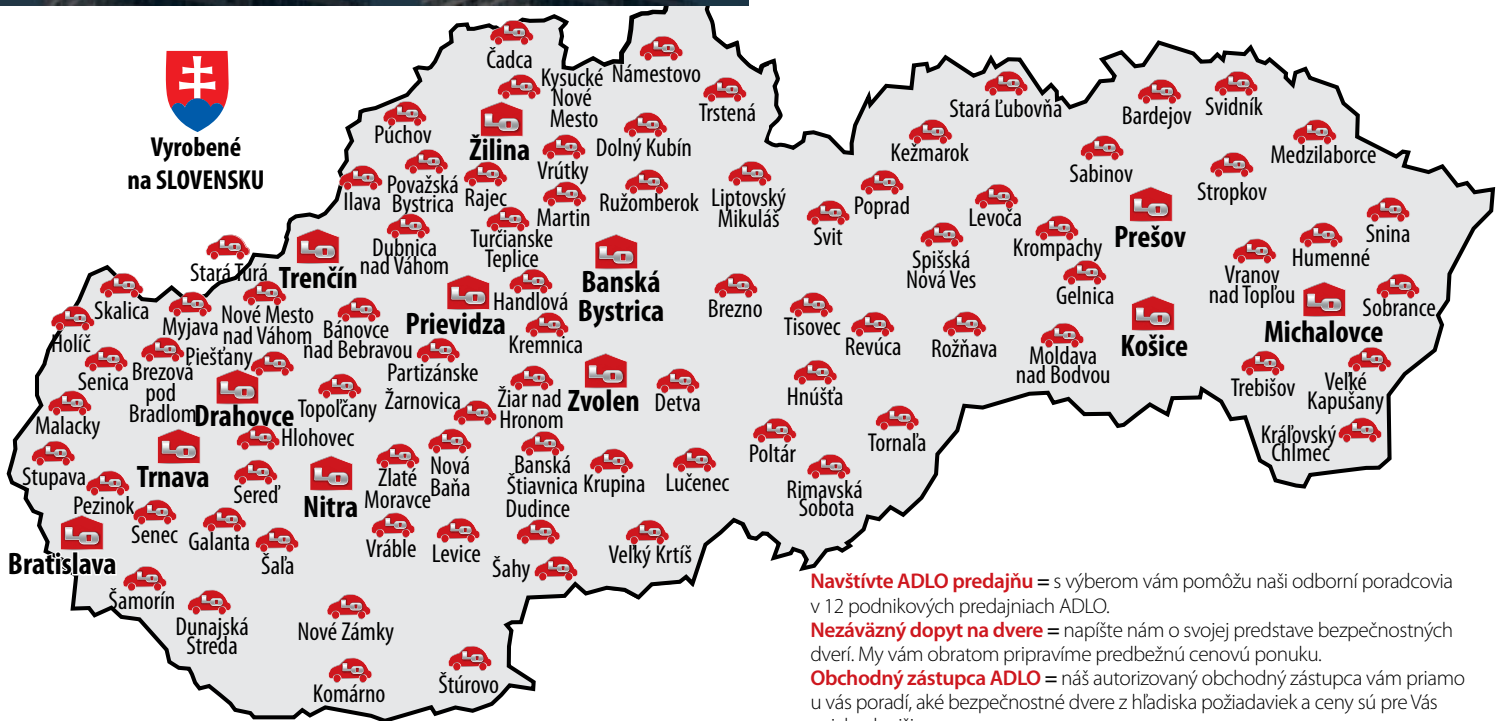 Vyrobené
na SLOVENSKU
Čadca
Kysucké
Nové
Mesto
Námestovo
Trstená
Stará Ľubovňa
Bardejov
Svidník
Púchov
Žilina
Vrútky
Dolný Kubín
Kežmarok
Sabinov
Medzilaborce
Stropkov
Ilava
Považská
Bystrica
Rajec
Martin
Ružomberok
Liptovský
Mikuláš
Svit
Poprad
Levoča
Krompachy
Prešov
Snina
Humenné
Stará Turá
Trenčín
Dubnica
nad Váhom
Turčianske
Teplice
Banská
Bystrica
Spišská
Nová Ves
Gelnica
Vranov
nad Topľou
Sobrance
Skalica
Holíč
Myjava
Nové Mesto
nad Váhom
Bánovce
nad Bebravou
Prievidza
Handlová
Kremnica
Brezno
Tisovec
Revúca
Rožňava
Moldava
nad Bodvou
Košice
Michalovce
Senica
Brezová
pod
Bradlom
Piešťany
Drahovce
Topoľčany
Partizánske
Žarnovica
Žiar nad
Hronom
Zvolen
Detva
Hnúšťa
Trebišov
Veľké
Kapušany
Malacky
Hlohovec
Tornaľa
Kráľovský
Chlmec
Stupava
Trnava
Sereď
Nitra
Zlaté
Moravce
Nová
Baňa
Banská
Štiavnica
Dudince
Krupina
Lučenec
Poltár
Rimavská
Sobota
Pezinok
Senec
Galanta
Šaľa
Vráble
Levice
Šahy
Veľký Krtíš
Bratislava
Šamorín
Dunajská
Streda
Nové Zámky
Komárno
Štúrovo
Navštívte ADLO predajňu = s výberom vám pomôžu naši odborní poradcovia
v 12 podnikových predajniach ADLO.
Nezáväzný dopyt na dvere = napíšte nám o svojej predstave bezpečnostných
dverí. My vám obratom pripravíme predbežnú cenovú ponuku.
Obchodný zástupca ADLO = náš autorizovaný obchodný zástupca vám priamo
u vás poradí, aké bezpečnostné dvere z hľadiska požiadaviek a ceny sú pre Vás